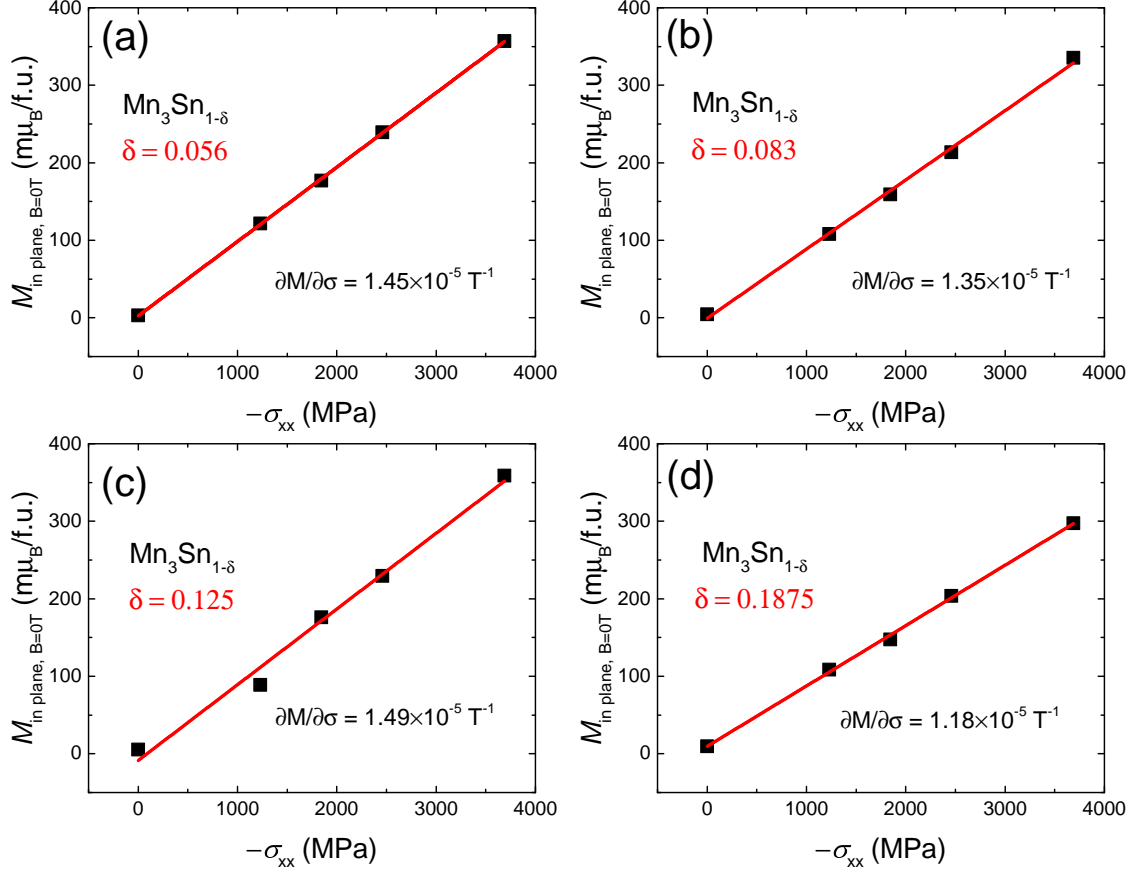 (a)
Mn₃Sn₁₋δ
δ = 0.056
∂M/∂σ = 1.45×10⁻⁵ T⁻¹
M in plane, B=0T (mμB/f.u.)
400
300
200
100
0
0 1000 2000 3000 4000
−σxx (MPa)
(b)
Mn₃Sn₁₋δ
δ = 0.083
∂M/∂σ = 1.35×10⁻⁵ T⁻¹
M in plane, B=0T (mμB/f.u.)
400
300
200
100
0
0 1000 2000 3000 4000
−σxx (MPa)
(c)
Mn₃Sn₁₋δ
δ = 0.125
∂M/∂σ = 1.49×10⁻⁵ T⁻¹
M in plane, B=0T (mμB/f.u.)
400
300
200
100
0
0 1000 2000 3000 4000
−σxx (MPa)
(d)
Mn₃Sn₁₋δ
δ = 0.1875
∂M/∂σ = 1.18×10⁻⁵ T⁻¹
M in plane, B=0T (mμB/f.u.)
400
300
200
100
0
0 1000 2000 3000 4000
−σxx (MPa)